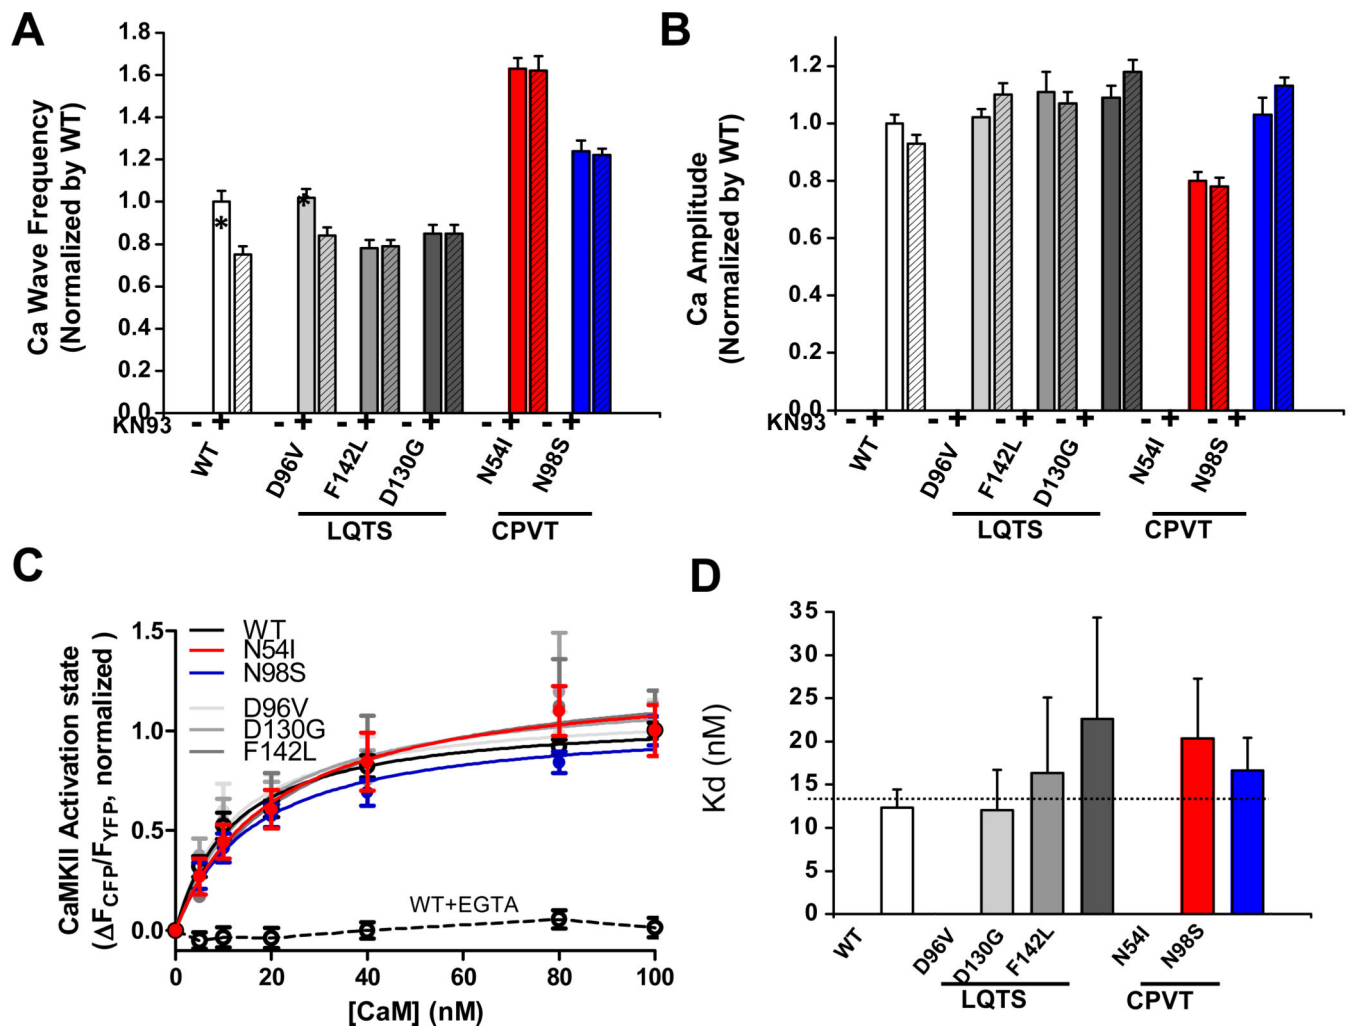 A
Ca Wave Frequency
(Normalized by WT)
1.8
1.6
1.4
1.2
1.0
0.8
0.6
0.4
0.2
0.0
*
*
KN93 - + - + - + - + - + - +
WT D96V F142L D130G N54I N98S
LQTS CPVT
B
Ca Amplitude
(Normalized by WT)
1.2
1.0
0.8
0.6
0.4
0.2
0.0
KN93 - + - + - + - + - + - +
WT D96V F142L D130G N54I N98S
LQTS CPVT
C
CaMKII Activation state
(ΔFCFP/FYFP, normalized )
1.5
1.0
0.5
0.0
WT
N54I
N98S
D96V
D130G
F142L
WT+EGTA
0 20 40 60 80 100
[CaM] (nM)
D
Kd (nM)
35
30
25
20
15
10
5
0
WT D96V D130G F142L N54I N98S
LQTS CPVT